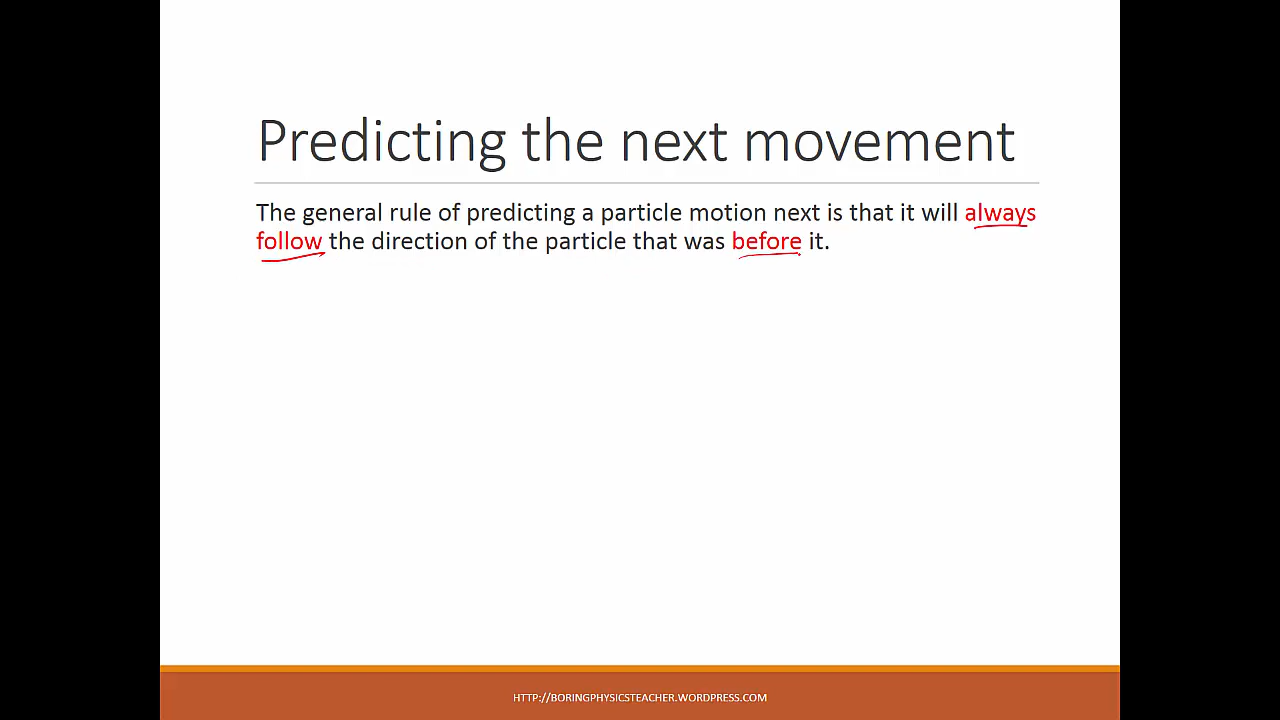 Predicting the next movement
The general rule of predicting a particle motion next is that it will always
follow the direction of the particle that was before it.
HTTP://BORINGPHYSICSTEACHER.WORDPRESS.COM